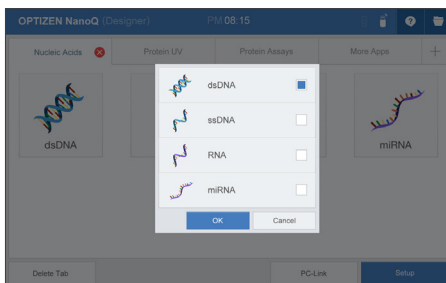 OPTIZEN NanoQ (Designer) PM 08:15
Nucleic Acids Protein UV Protein Assays More Apps
dsDNA
ssDNA
RNA
miRNA
OK Cancel
dsDNA miRNA
Delete Tab PC-Link Setup